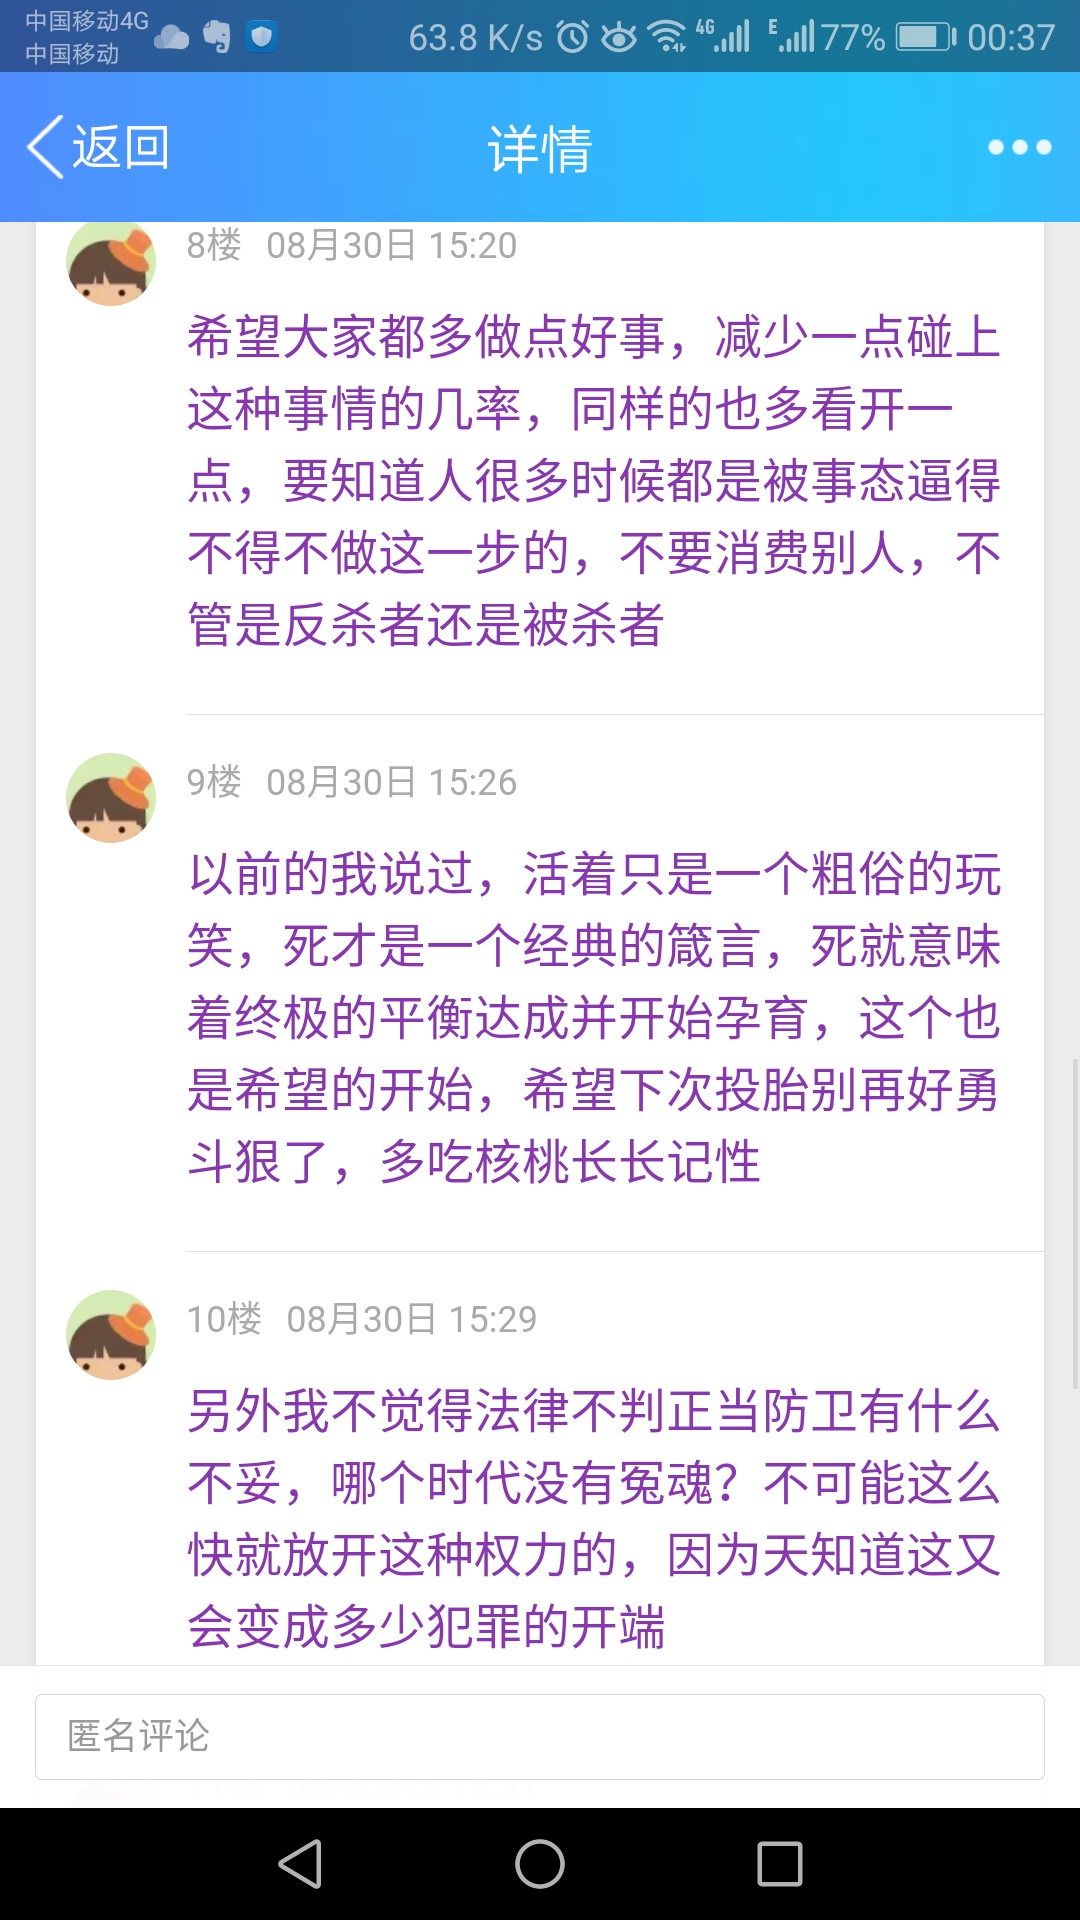 中国移动4G
中国移动
63.8 K/s 4G E 77% 00:37
返回 详情
8楼 08月30日 15:20
希望大家都多做点好事，减少一点碰上
这种事情的几率，同样的也多看开一
点，要知道人很多时候都是被事态逼得
不得不做这一步的，不要消费别人，不
管是反杀者还是被杀者
9楼 08月30日 15:26
以前的我说过，活着只是一个粗俗的玩
笑，死才是一个经典的箴言，死就意味
着终极的平衡达成并开始孕育，这个也
是希望的开始，希望下次投胎别再好勇
斗狠了，多吃核桃长长记性
10楼 08月30日 15:29
另外我不觉得法律不判正当防卫有什么
不妥，哪个时代没有冤魂？不可能这么
快就放开这种权力的，因为天知道这又
会变成多少犯罪的开端
匿名评论